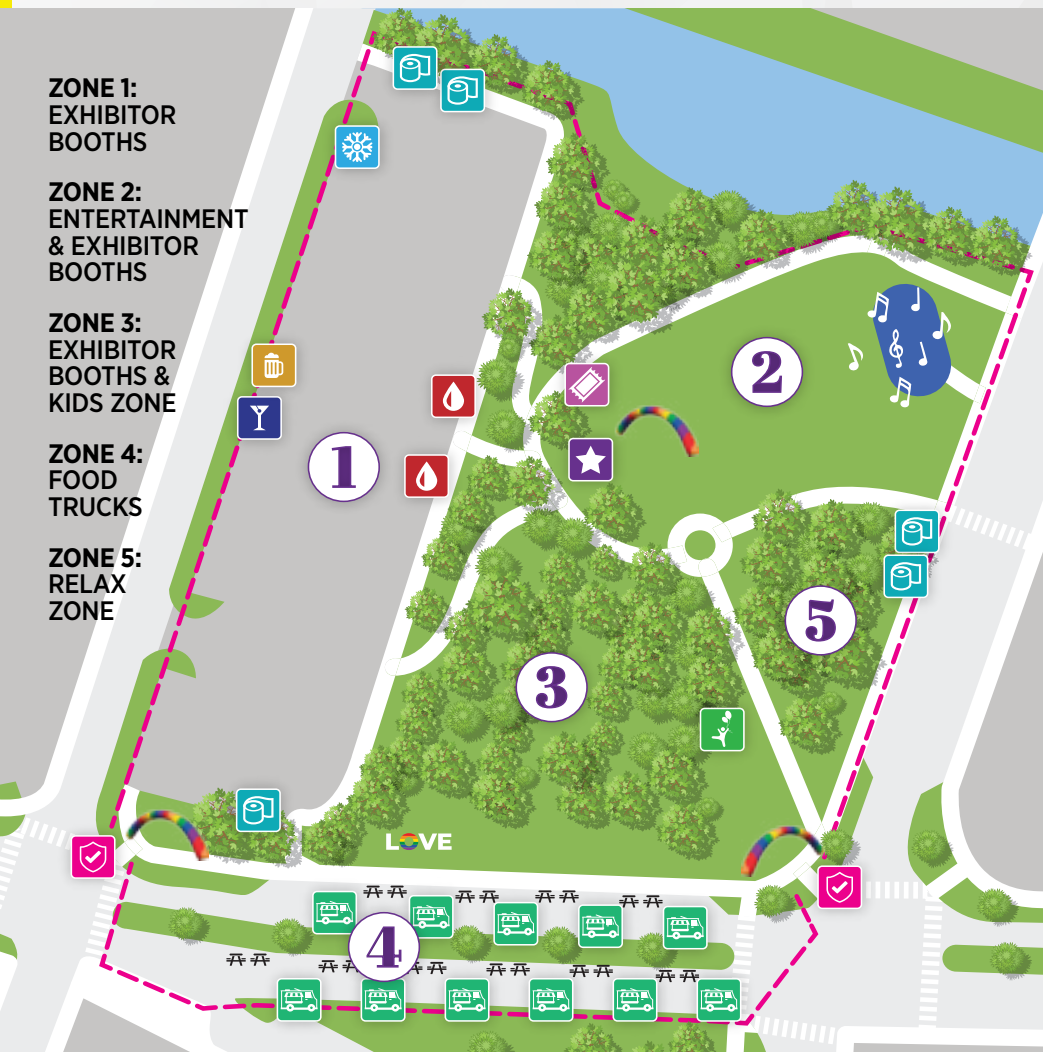 ZONE 1:
EXHIBITOR
BOOTHS
ZONE 2:
ENTERTAINMENT
& EXHIBITOR
BOOTHS
ZONE 3:
EXHIBITOR
BOOTHS &
KIDS ZONE
ZONE 4:
FOOD
TRUCKS
ZONE 5:
RELAX
ZONE
2
1
5
3
LOVE
4